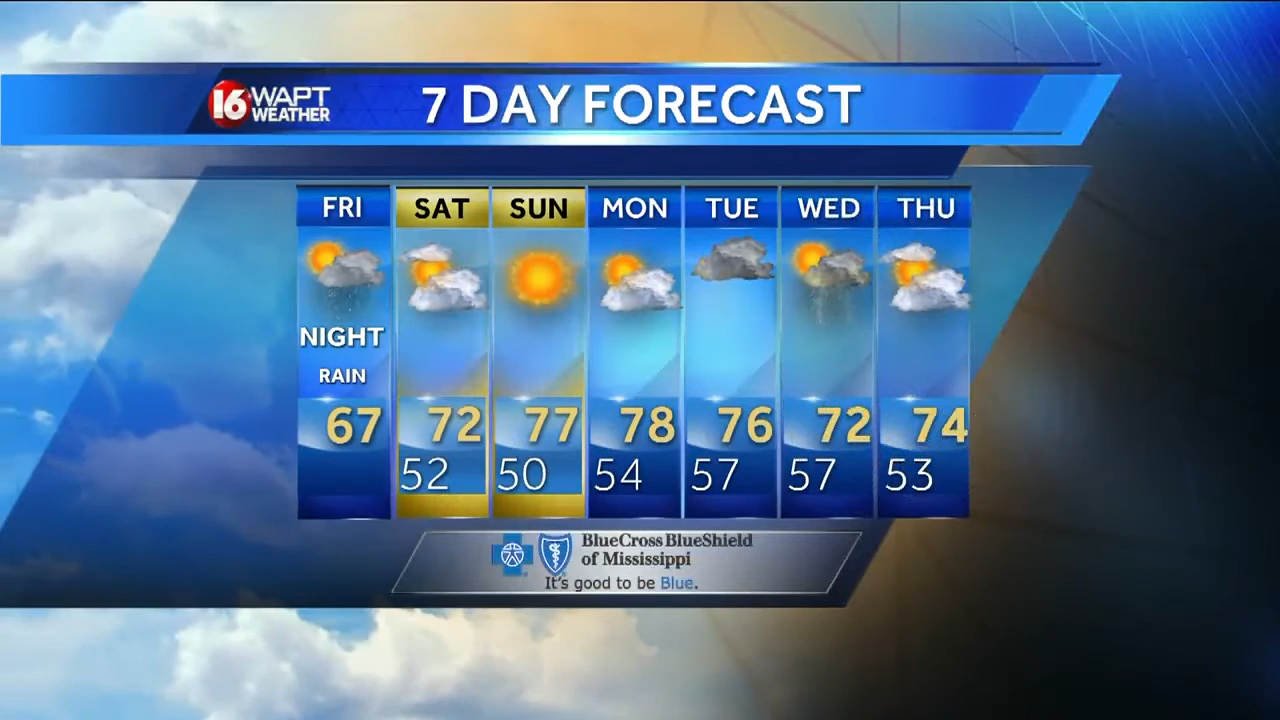 16 WAPT
WEATHER
7 DAY FORECAST
FRI SAT SUN MON TUE WED THU
NIGHT
RAIN
67 72 77 78 76 72 74
52 50 54 57 57 53
BlueCross BlueShield
of Mississippi
It's good to be Blue.